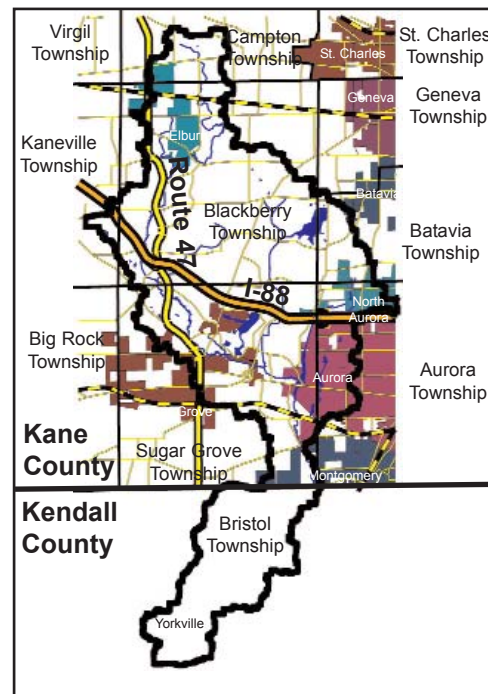 Virgil
Township
Campton
Township
St. Charles
St. Charles
Township
Geneva
Geneva
Township
Kaneville
Township
Elbur
Route 47
Batavia
Blackberry
Township
Batavia
Township
I-88
North
Aurora
Big Rock
Township
Aurora
Aurora
Township
Grove
Kane
County
Sugar Grove
Township
Montgomery
Kendall
County
Bristol
Township
Yorkville